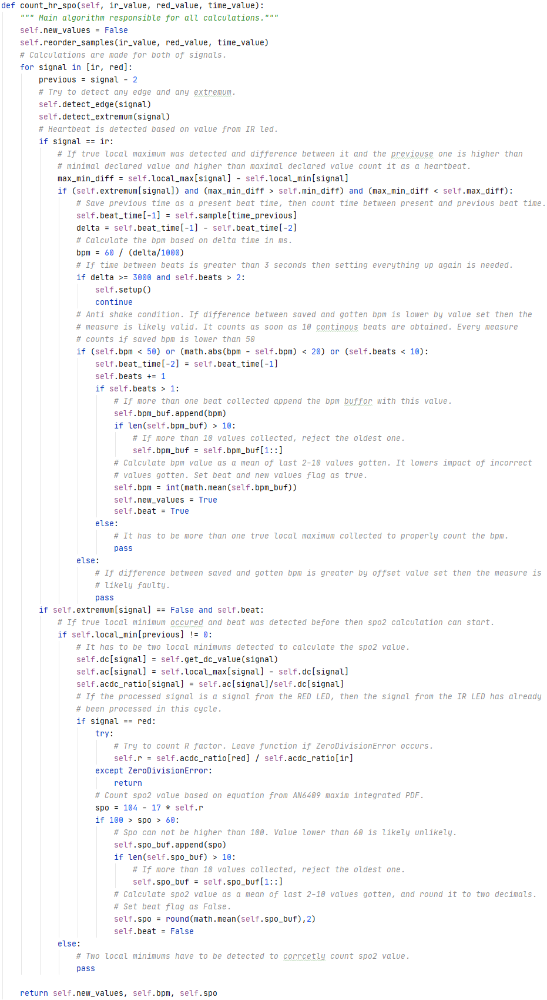 def count_hr_spo(self, ir_value, red_value, time_value):
    """ Main algorithm responsible for all calculations."""
    self.new_values = False
    self.reorder_samples(ir_value, red_value, time_value)
    # Calculations are made for both of signals.
    for signal in [ir, red]:
        previous = signal - 2
        # Try to detect any edge and any extremum.
        self.detect_edge(signal)
        self.detect_extremum(signal)
        # Heartbeat is detected based on value from IR led.
        if signal == ir:
            # If true local maximum was detected and difference between it and the previouse one is higher than
            # minimal declared value and higher than maximal declared value count it as a heartbeat.
            max_min_diff = self.local_max[signal] - self.local_min[signal]
            if (self.extremum[signal]) and (max_min_diff > self.min_diff) and (max_min_diff < self.max_diff):
                # Save previous time as a present beat time, then count time between present and previous beat time.
                self.beat_time[-1] = self.sample[time_previous]
                delta = self.beat_time[-1] - self.beat_time[-2]
                # Calculate the bpm based on delta time in ms.
                bpm = 60 / (delta/1000)
                # If time between beats is greater than 3 seconds then setting everything up again is needed.
                if delta >= 3000 and self.beats > 2:
                    self.setup()
                    continue
                # Anti shake condition. If difference between saved and gotten bpm is lower by value set then the
                # measure is likely valid. It counts as soon as 10 continous beats are obtained. Every measure
                # counts if saved bpm is lower than 50
                if (self.bpm < 50) or (math.abs(bpm - self.bpm) < 20) or (self.beats < 10):
                    self.beat_time[-2] = self.beat_time[-1]
                    self.beats += 1
                    if self.beats > 1:
                        # If more than one beat collected append the bpm buffor with this value.
                        self.bpm_buf.append(bpm)
                        if len(self.bpm_buf) > 10:
                            # If more than 10 values collected, reject the oldest one.
                            self.bpm_buf = self.bpm_buf[1::]
                        # Calculate bpm value as a mean of last 2-10 values gotten. It lowers impact of incorrect
                        # values gotten. Set beat and new values flag as true.
                        self.bpm = int(math.mean(self.bpm_buf))
                        self.new_values = True
                        self.beat = True
                    else:
                        # It has to be more than one true local maximum collected to properly count the bpm.
                        pass
                else:
                    # If difference between saved and gotten bpm is greater by offset value set then the measure is
                    # likely faulty.
                    pass
        if self.extremum[signal] == False and self.beat:
            # If true local minimum occured and beat was detected before then spo2 calculation can start.
            if self.local_min[previous] != 0:
                # It has to be two local minimums detected to calculate the spo2 value.
                self.dc[signal] = self.get_dc_value(signal)
                self.ac[signal] = self.local_max[signal] - self.dc[signal]
                self.acdc_ratio[signal] = self.ac[signal]/self.dc[signal]
                # If the processed signal is a signal from the RED LED, then the signal from the IR LED has already
                # been processed in this cycle.
                if signal == red:
                    try:
                        # Try to count R factor. Leave function if ZeroDivisionError occurs.
                        self.r = self.acdc_ratio[red] / self.acdc_ratio[ir]
                    except ZeroDivisionError:
                        return
                    # Count spo2 value based on equation from AN6409 maxim integrated PDF.
                    spo = 104 - 17 * self.r
                    if 100 > spo > 60:
                        # Spo can not be higher than 100. Value lower than 60 is likely unlikely.
                        self.spo_buf.append(spo)
                        if len(self.spo_buf) > 10:
                            # If more than 10 values collected, reject the oldest one.
                            self.spo_buf = self.spo_buf[1::]
                        # Calculate spo2 value as a mean of last 2-10 values gotten, and round it to two decimals.
                        # Set beat flag as False.
                        self.spo = round(math.mean(self.spo_buf),2)
                        self.beat = False
            else:
                # Two local minimums have to be detected to corrcetly count spo2 value.
                pass

    return self.new_values, self.bpm, self.spo